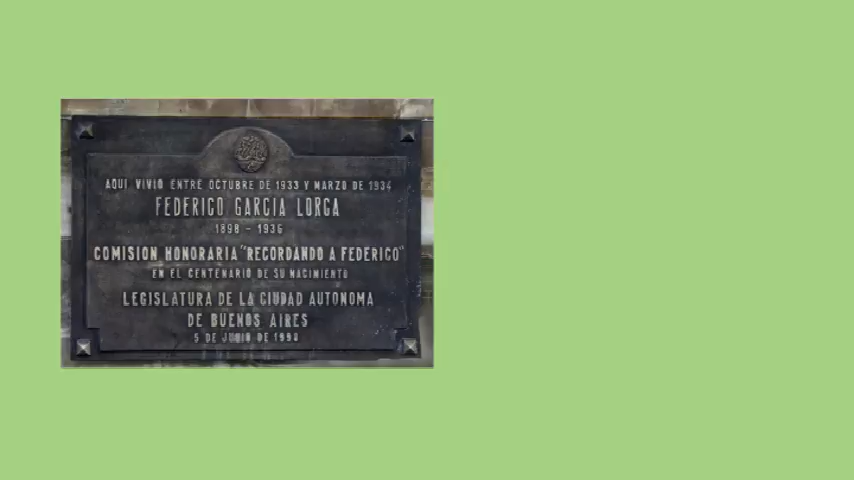 AQUI VIVIO ENTRE OCTUBRE DE 1933 Y MARZO DE 1934
FEDERICO GARCIA LORCA
1898 - 1936
COMISION HONORARIA "RECORDANDO A FEDERICO"
EN EL CENTENARIO DE SU NACIMIENTO
LEGISLATURA DE LA CIUDAD AUTONOMA
DE BUENOS AIRES
5 DE JUNIO DE 1998